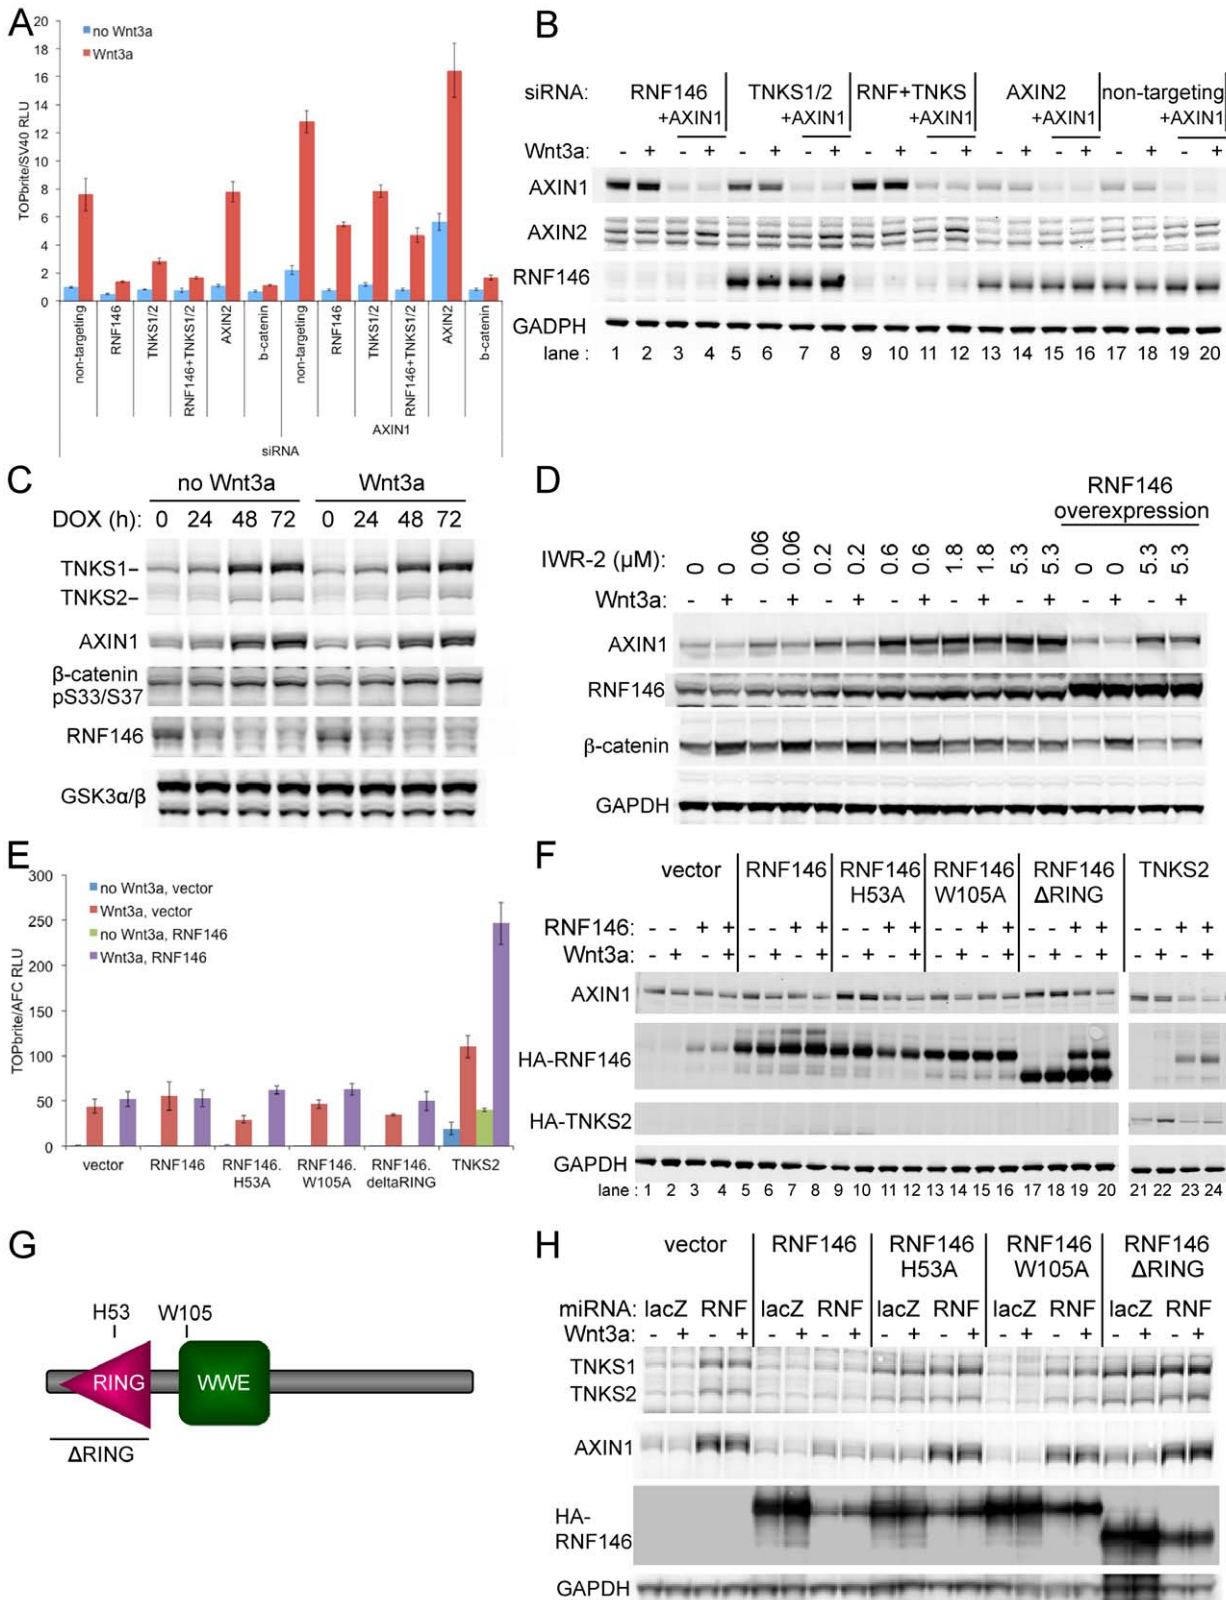 A
20
18
16
14
12
10
8
6
4
2
0
TOPbrite/SV40 RLU
no Wnt3a
Wnt3a
non-targeting
RNF146
TNKS1/2
RNF146+TNKS1/2
AXIN2
b-catenin
non-targeting
RNF146
TNKS1/2
RNF146+TNKS1/2
AXIN2
b-catenin
AXIN1
siRNA
B
siRNA: RNF146 TNKS1/2 RNF+TNKS AXIN2 non-targeting
+AXIN1 +AXIN1 +AXIN1 +AXIN1 +AXIN1
Wnt3a: - + - + - + - + - + - + - + - + - + - +
AXIN1
AXIN2
RNF146
GADPH
lane : 1 2 3 4 5 6 7 8 9 10 11 12 13 14 15 16 17 18 19 20
C
no Wnt3a Wnt3a
DOX (h): 0 24 48 72 0 24 48 72
TNKS1–
TNKS2–
AXIN1
β-catenin
pS33/S37
RNF146
GSK3α/β
D
RNF146
overexpression
IWR-2 (μM): 0 0 0.06 0.06 0.2 0.2 0.6 0.6 1.8 1.8 5.3 5.3 0 0 5.3 5.3
Wnt3a: - + - + - + - + - + - + - + - +
AXIN1
RNF146
β-catenin
GAPDH
E
300
250
200
150
100
50
0
TOPbrite/AFC RLU
no Wnt3a, vector
Wnt3a, vector
no Wnt3a, RNF146
Wnt3a, RNF146
vector RNF146 RNF146. RNF146. RNF146. TNKS2
H53A W105A deltaRING
F
vector RNF146 RNF146 RNF146 RNF146 TNKS2
H53A W105A ΔRING
RNF146: - - + + - - + + - - + + - - + + - - + + - - + +
Wnt3a: - + - + - + - + - + - + - + - + - + - + - + - +
AXIN1
HA-RNF146
HA-TNKS2
GAPDH
lane : 1 2 3 4 5 6 7 8 9 10 11 12 13 14 15 16 17 18 19 20 21 22 23 24
G
H53 W105
RING WWE
ΔRING
H
vector RNF146 RNF146 RNF146 RNF146
H53A W105A ΔRING
miRNA: lacZ RNF lacZ RNF lacZ RNF lacZ RNF lacZ RNF
Wnt3a: - + - + - + - + - + - + - + - + - + - +
TNKS1
TNKS2
AXIN1
HA-
RNF146
GAPDH